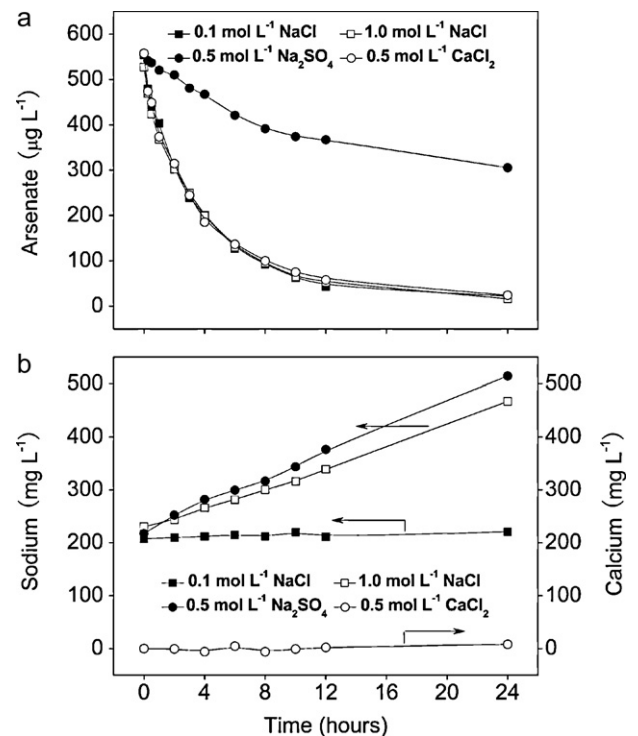 a
0.1 mol L⁻¹ NaCl
1.0 mol L⁻¹ NaCl
0.5 mol L⁻¹ Na₂SO₄
0.5 mol L⁻¹ CaCl₂
600
500
400
300
200
100
0
Arsenate (µg L⁻¹)
b
500
400
300
200
100
0
Sodium (mg L⁻¹)
500
400
300
200
100
0
Calcium (mg L⁻¹)
0.1 mol L⁻¹ NaCl
1.0 mol L⁻¹ NaCl
0.5 mol L⁻¹ Na₂SO₄
0.5 mol L⁻¹ CaCl₂
0 4 8 12 16 20 24
Time (hours)